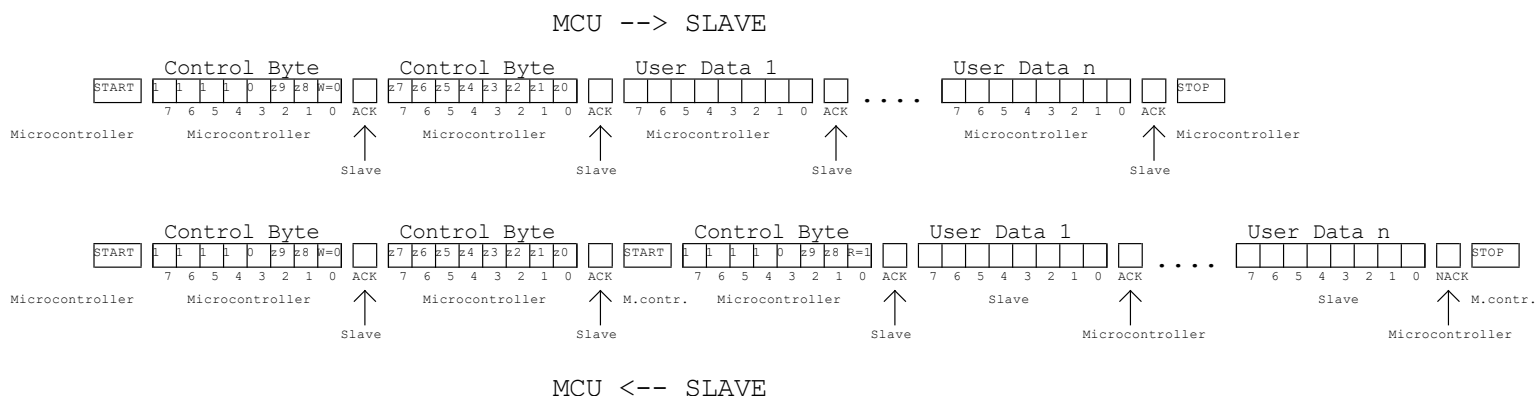 MCU --> SLAVE
Control Byte Control Byte User Data 1 User Data n
START 1 1 1 1 0 z9 z8 W=0 z7 z6 z5 z4 z3 z2 z1 z0 .... STOP
7 6 5 4 3 2 1 0 ACK 7 6 5 4 3 2 1 0 ACK 7 6 5 4 3 2 1 0 ACK 7 6 5 4 3 2 1 0 ACK
Microcontroller Microcontroller Microcontroller Microcontroller Microcontroller Microcontroller
Slave Slave Slave Slave
Control Byte Control Byte Control Byte User Data 1 User Data n
START 1 1 1 1 0 z9 z8 W=0 z7 z6 z5 z4 z3 z2 z1 z0 START 1 1 1 1 0 z9 z8 R=1 .... STOP
7 6 5 4 3 2 1 0 ACK 7 6 5 4 3 2 1 0 ACK 7 6 5 4 3 2 1 0 ACK 7 6 5 4 3 2 1 0 ACK 7 6 5 4 3 2 1 0 NACK
Microcontroller Microcontroller Microcontroller M.contr. Microcontroller Slave Slave M.contr.
Slave Slave Slave Microcontroller Microcontroller
MCU <-- SLAVE